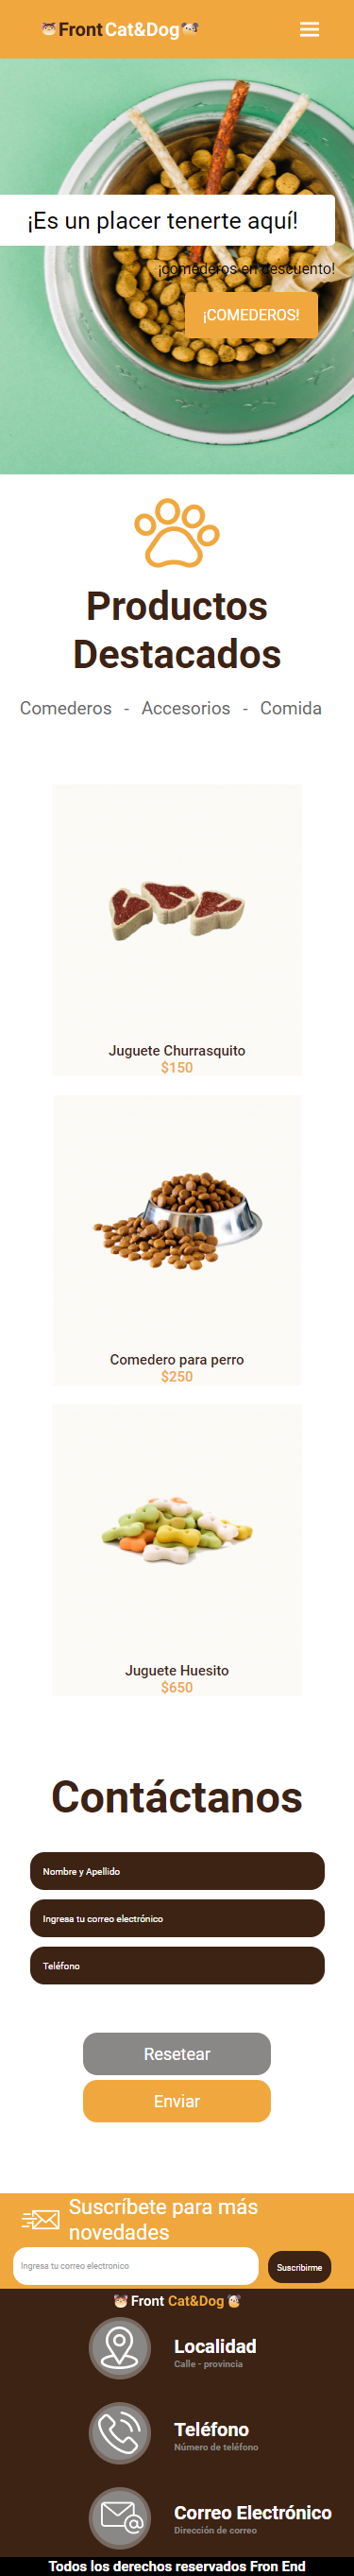 Front Cat&Dog
¡Es un placer tenerte aquí!
¡comederos en descuento!
¡COMEDEROS!
Productos
Destacados
Comederos - Accesorios - Comida
Juguete Churrasquito
$150
Comedero para perro
$250
Juguete Huesito
$650
Contáctanos
Nombre y Apellido
Ingresa tu correo electrónico
Teléfono
Resetear
Enviar
Suscríbete para más
novedades
Ingresa tu correo electronico
Suscribirme
Front Cat&Dog
Localidad
Calle - provincia
Teléfono
Número de teléfono
Correo Electrónico
Dirección de correo
Todos los derechos reservados Fron End